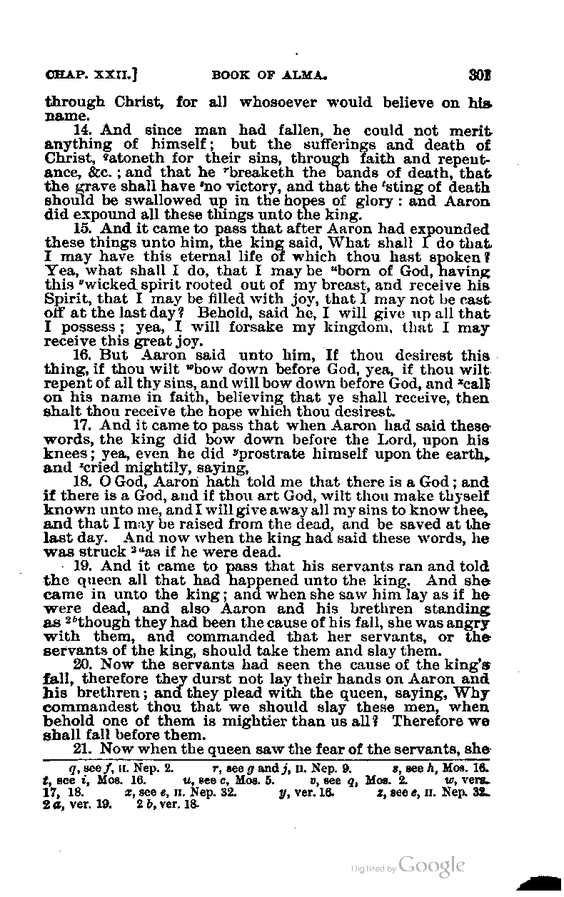 CHAP. XXII.] BOOK OF ALMA. 301
through Christ, for all whosoever would believe on his
name.
14. And since man had fallen, he could not merit
anything of himself; but the sufferings and death of
Christ, qatoneth for their sins, through faith and repent-
ance, &c.; and that he rbreaketh the bands of death, that
the grave shall have sno victory, and that the tsting of death
should be swallowed up in the hopes of glory: and Aaron
did expound all these things unto the king.
15. And it came to pass that after Aaron had expounded
these things unto him, the king said, What shall I do that
I may have this eternal life of which thou hast spoken?
Yea, what shall I do, that I may be uborn of God, having
this vwicked spirit rooted out of my breast, and receive his
Spirit, that I may be filled with joy, that I may not be cast
off at the last day? Behold, said he, I will give up all that
I possess; yea, I will forsake my kingdom, that I may
receive this great joy.
16. But Aaron said unto him, If thou desirest this
thing, if thou wilt wbow down before God, yea, if thou wilt
repent of all thy sins, and will bow down before God, and xcall
on his name in faith, believing that ye shall receive, then
shalt thou receive the hope which thou desirest.
17. And it came to pass that when Aaron had said these
words, the king did bow down before the Lord, upon his
knees; yea, even he did yprostrate himself upon the earth,
and zcried mightily, saying,
18. O God, Aaron hath told me that there is a God; and
if there is a God, and if thou art God, wilt thou make thyself
known unto me, and I will give away all my sins to know thee,
and that I may be raised from the dead, and be saved at the
last day. And now when the king had said these words, he
was struck 2aas if he were dead.
19. And it came to pass that his servants ran and told
the queen all that had happened unto the king. And she
came in unto the king; and when she saw him lay as if he
were dead, and also Aaron and his brethren standing
as 2bthough they had been the cause of his fall, she was angry
with them, and commanded that her servants, or the
servants of the king, should take them and slay them.
20. Now the servants had seen the cause of the king's
fall, therefore they durst not lay their hands on Aaron and
his brethren; and they plead with the queen, saying, Why
commandest thou that we should slay these men, when
behold one of them is mightier than us all? Therefore we
shall fall before them.
21. Now when the queen saw the fear of the servants, she
q, see f, II. Nep. 2. r, see g and j, II. Nep. 9. s, see h, Mos. 16.
t, see i, Mos. 16. u, see c, Mos. 5. v, see q, Mos. 2. w, vers.
17, 18. x, see e, II. Nep. 32. y, ver. 16. z, see e, II. Nep. 32.
2 a, ver. 19. 2 b, ver. 18.
Digitized by Google